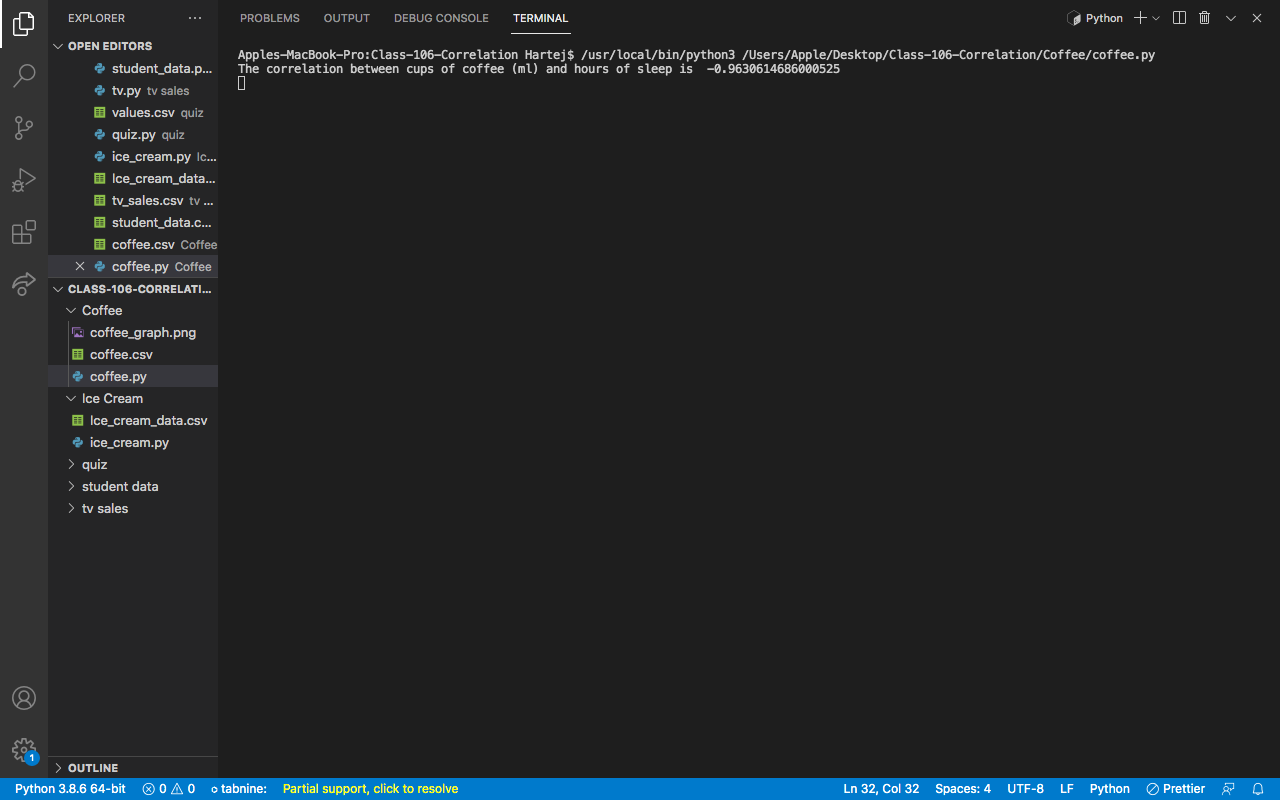 EXPLORER
OPEN EDITORS
student_data.p...
tv.py tv sales
values.csv quiz
quiz.py quiz
ice_cream.py Ic...
Ice_cream_data...
tv_sales.csv tv ...
student_data.c...
coffee.csv Coffee
coffee.py Coffee
CLASS-106-CORRELATI...
Coffee
coffee_graph.png
coffee.csv
coffee.py
Ice Cream
Ice_cream_data.csv
ice_cream.py
quiz
student data
tv sales
OUTLINE
PROBLEMS OUTPUT DEBUG CONSOLE TERMINAL Python
Apples-MacBook-Pro:Class-106-Correlation Hartej$ /usr/local/bin/python3 /Users/Apple/Desktop/Class-106-Correlation/Coffee/coffee.py
The correlation between cups of coffee (ml) and hours of sleep is  -0.9630614686000525
1
Python 3.8.6 64-bit 0 0 tabnine: Partial support, click to resolve Ln 32, Col 32 Spaces: 4 UTF-8 LF Python Prettier